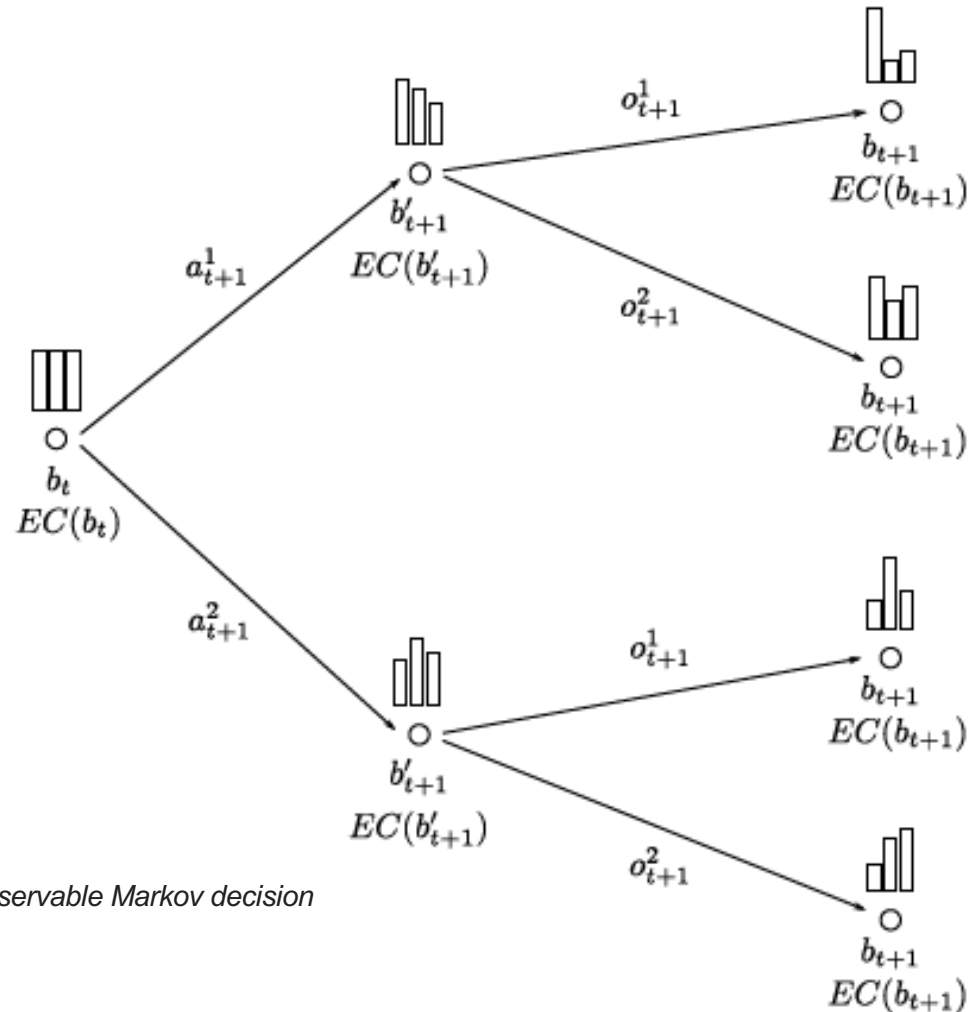 o^1_{t+1}
b_{t+1}
EC(b_{t+1})
b'_{t+1}
EC(b'_{t+1})
a^1_{t+1}
o^2_{t+1}
b_{t+1}
EC(b_{t+1})
b_t
EC(b_t)
a^2_{t+1}
o^1_{t+1}
b_{t+1}
EC(b_{t+1})
b'_{t+1}
EC(b'_{t+1})
o^2_{t+1}
servable Markov decision
b_{t+1}
EC(b_{t+1})